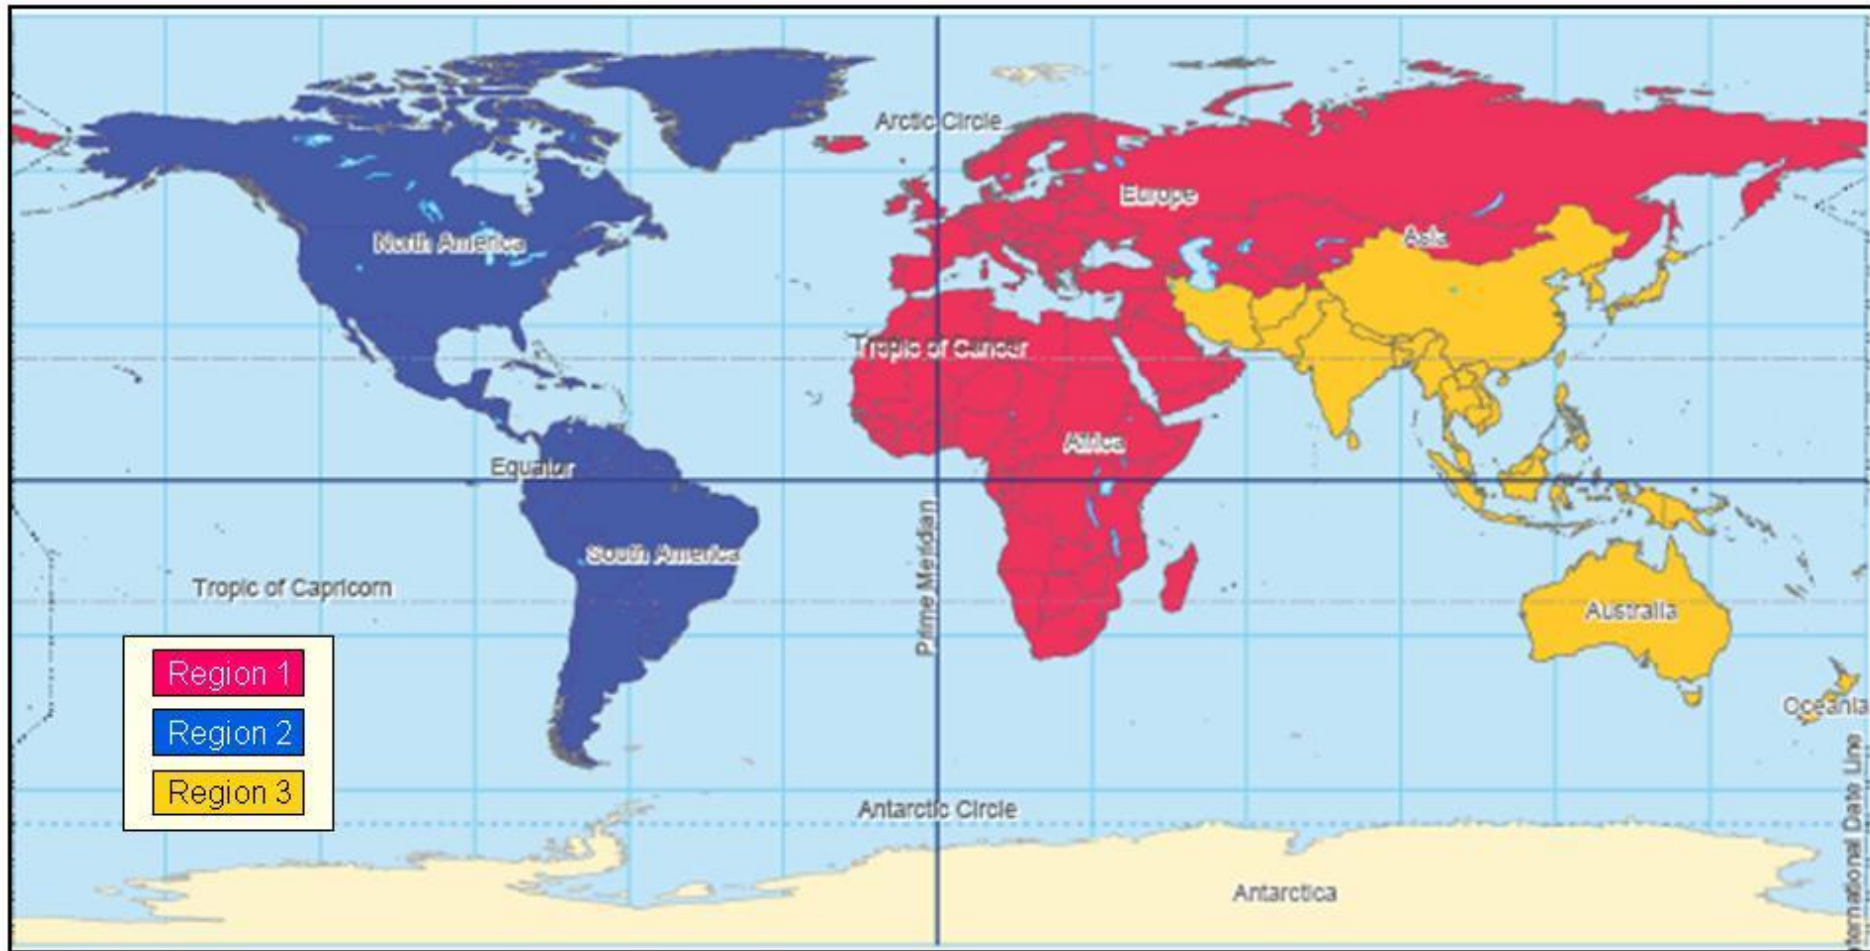 Arctic Circle
Europe
North America
Asia
Tropic of Cancer
Africa
Equator
Prime Meridian
South America
Tropic of Capricorn
Australia
Region 1
Region 2
Region 3
Oceania
Antarctic Circle
Antarctica
ternational Date Line